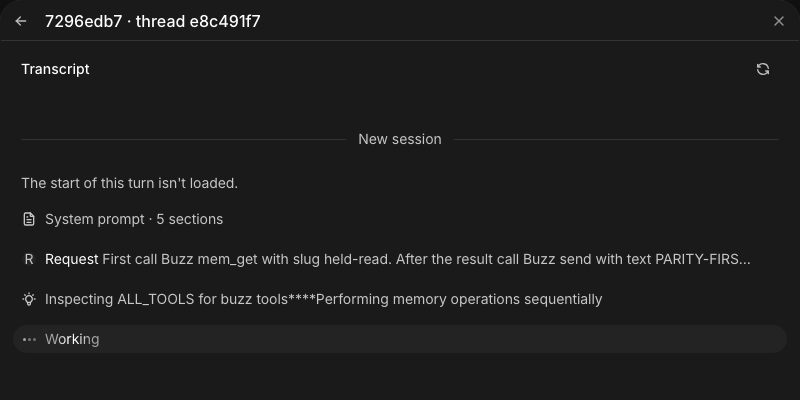 7296edb7 · thread e8c491f7
Transcript
New session
The start of this turn isn't loaded.
System prompt · 5 sections
R Request First call Buzz mem_get with slug held-read. After the result call Buzz send with text PARITY-FIRS...
Inspecting ALL_TOOLS for buzz tools****Performing memory operations sequentially
Working